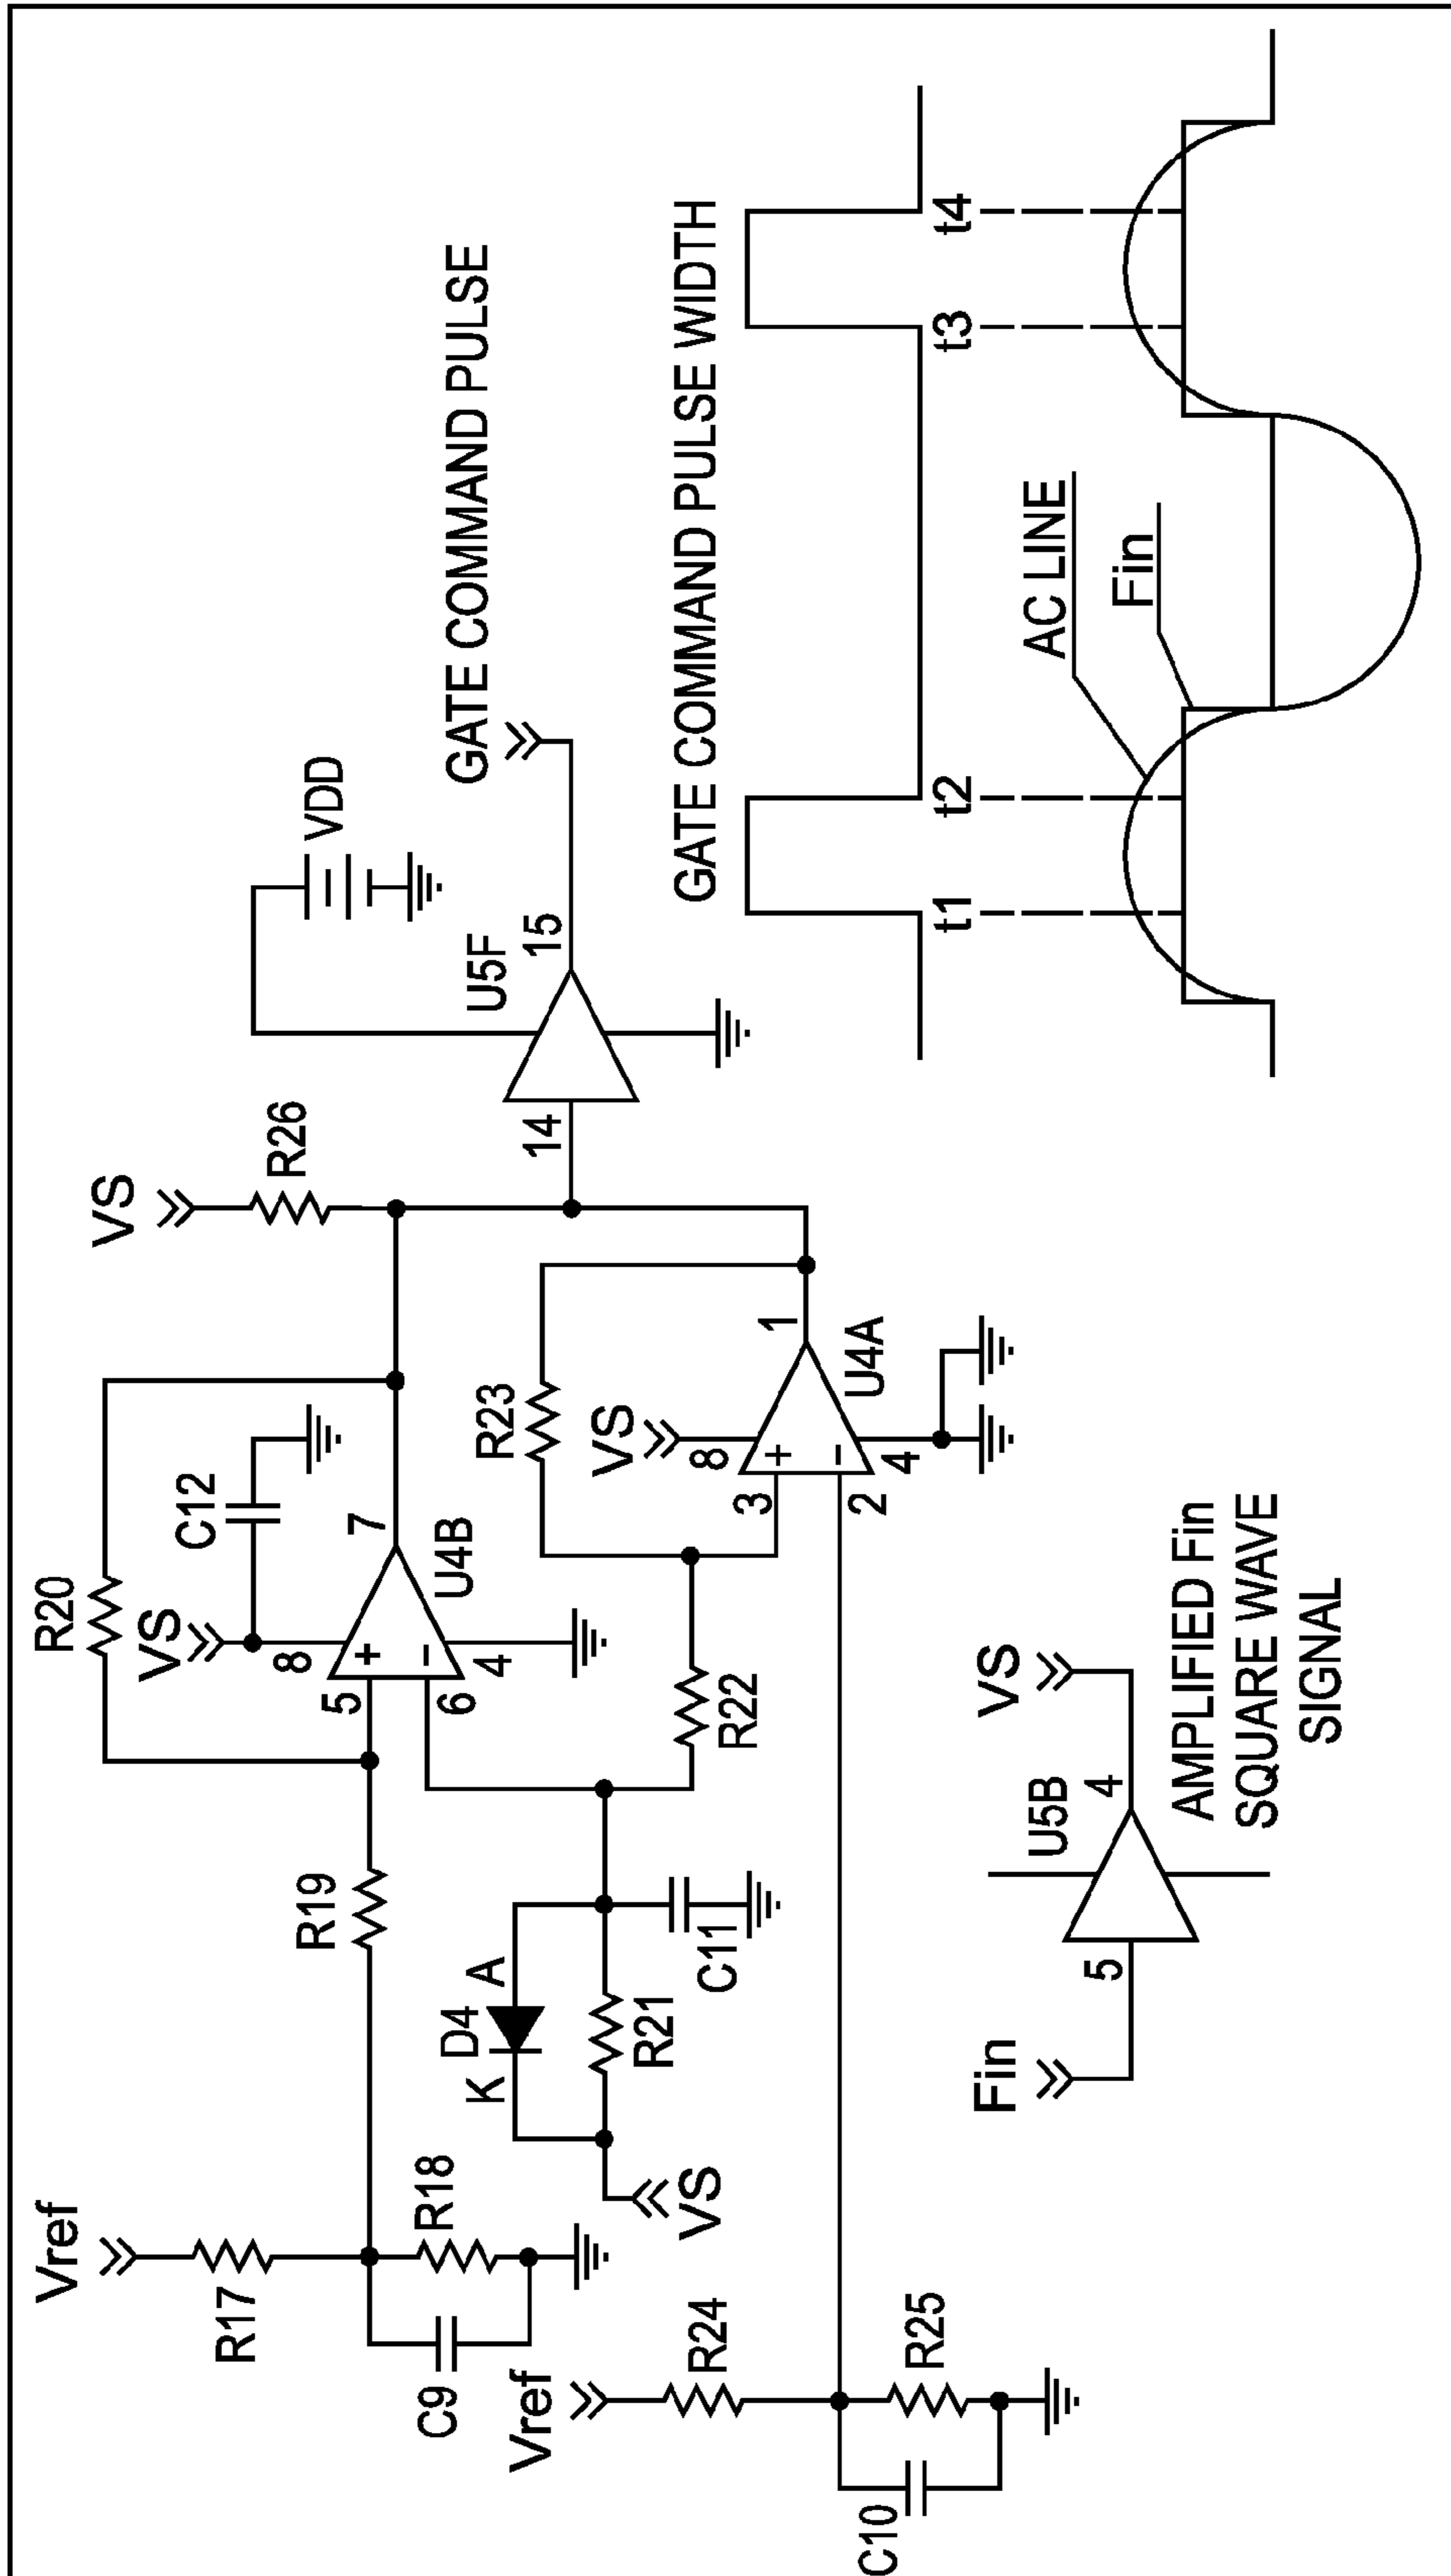 Vref
R17
C9
R18
R19
R20
VS
C12
8
5
6
4
7
U4B
VS
R26
VDD
U5F
14
15
GATE COMMAND PULSE
K
D4
A
R21
C11
VS
R22
R23
VS
8
3
2
4
1
U4A
Vref
R24
C10
R25
Fin
5
U5B
4
VS
AMPLIFIED Fin
SQUARE WAVE
SIGNAL
GATE COMMAND PULSE WIDTH
t1
t2
t3
t4
AC LINE
Fin